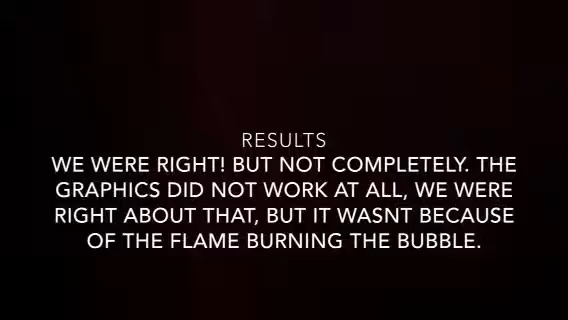 RESULTS
WE WERE RIGHT! BUT NOT COMPLETELY. THE
GRAPHICS DID NOT WORK AT ALL, WE WERE
RIGHT ABOUT THAT, BUT IT WASNT BECAUSE
OF THE FLAME BURNING THE BUBBLE.